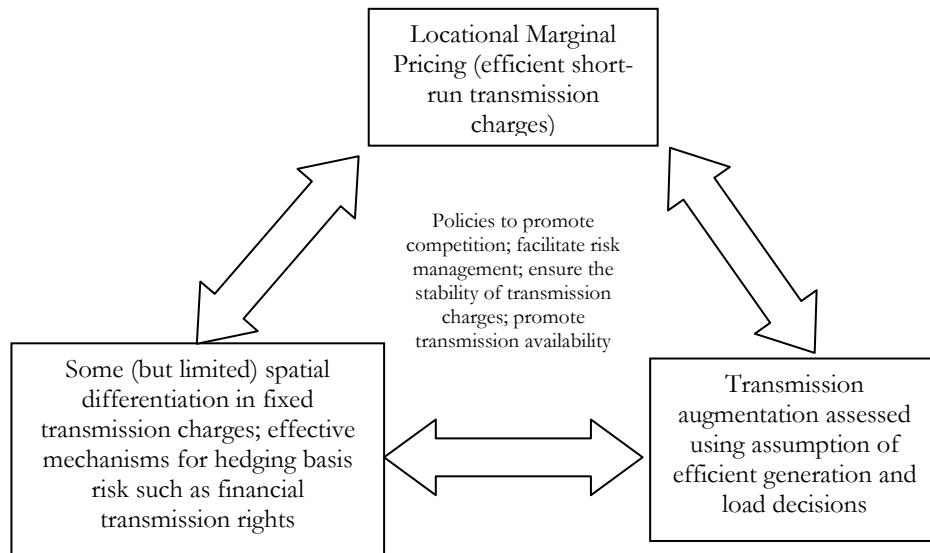 Locational Marginal
Pricing (efficient short-
run transmission
charges)
Policies to promote
competition; facilitate risk
management; ensure the
stability of transmission
charges; promote
transmission availability
Some (but limited) spatial
differentiation in fixed
transmission charges; effective
mechanisms for hedging basis
risk such as financial
transmission rights
Transmission
augmentation assessed
using assumption of
efficient generation and
load decisions